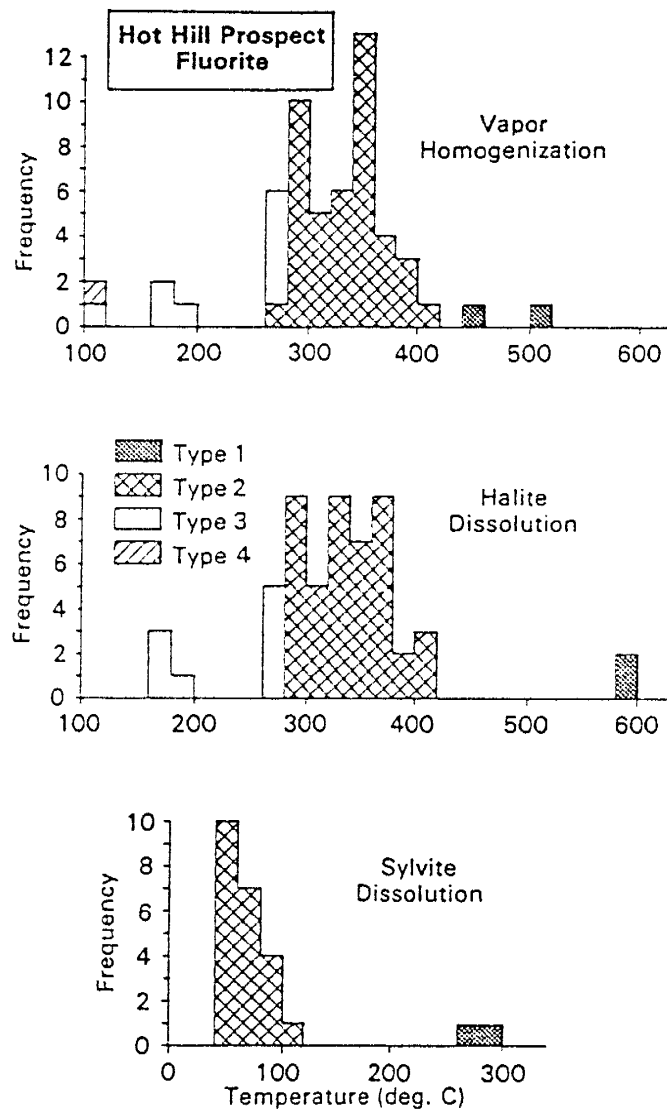 Hot Hill Prospect
Fluorite
12
10
8
6
4
2
0
Frequency
Vapor
Homogenization
100
200
300
400
500
600
Type 1
Type 2
Type 3
Type 4
10
8
6
4
2
0
Frequency
Halite
Dissolution
100
200
300
400
500
600
10
8
6
4
2
0
Frequency
Sylvite
Dissolution
0
100
200
300
Temperature (deg. C)